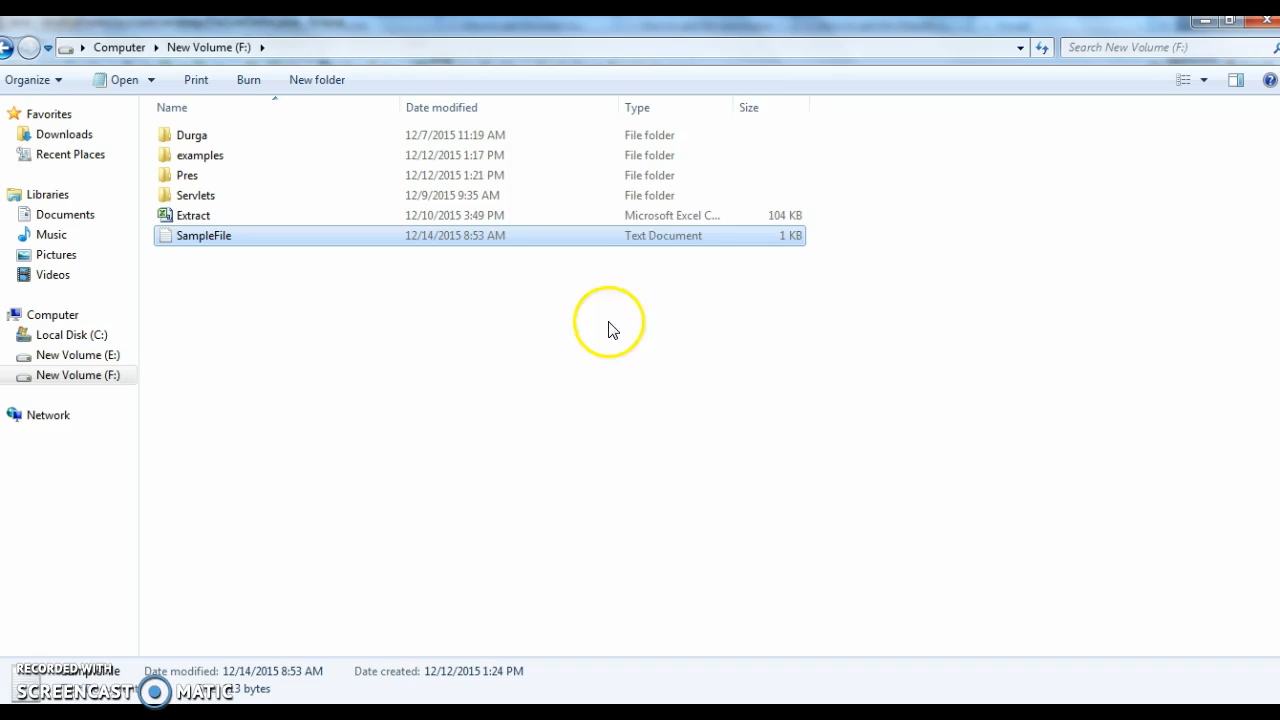 Computer New Volume (F:) Search New Volume (F:)
Organize Open Print Burn New folder
Name Date modified Type Size
Favorites
Downloads
Recent Places
Libraries
Documents
Music
Pictures
Videos
Computer
Local Disk (C:)
New Volume (E:)
New Volume (F:)
Network
Durga 12/7/2015 11:19 AM File folder
examples 12/12/2015 1:17 PM File folder
Pres 12/12/2015 1:21 PM File folder
Servlets 12/9/2015 9:35 AM File folder
Extract 12/10/2015 3:49 PM Microsoft Excel C... 104 KB
SampleFile 12/14/2015 8:53 AM Text Document 1 KB
Date modified: 12/14/2015 8:53 AM Date created: 12/12/2015 1:24 PM
bytes
RECORDED WITH
SCREENCAST MATIC